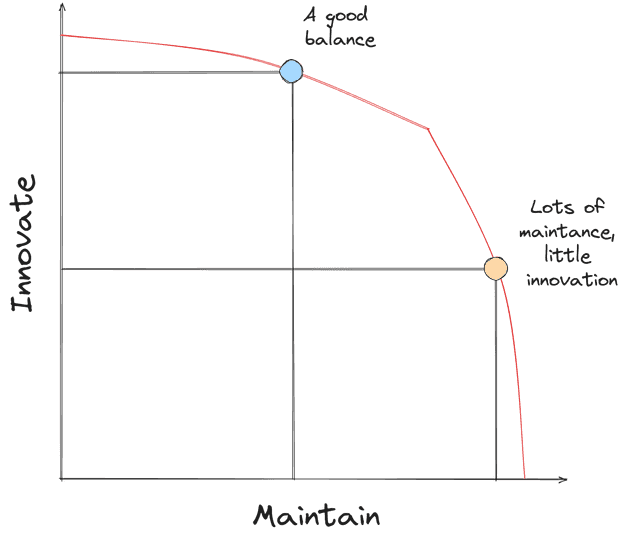 A good
balance
Innovate
Lots of
maintance,
little
innovation
Maintain